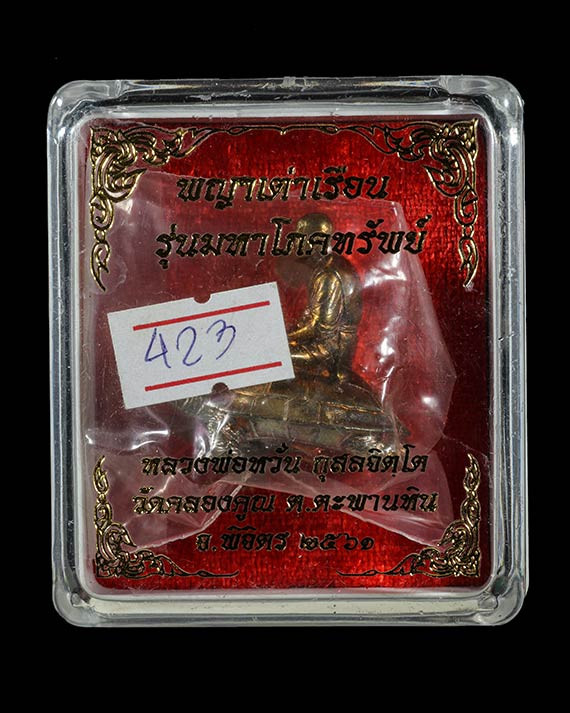 พญาเต่าเรือน
รุ่นมหาโภคทรัพย์
423
หลวงพ่อหวั่น กุสลจิตฺโต
วัดคลองคูณ ต.ตะพานหิน
จ.พิจิตร ๒๕๖๑